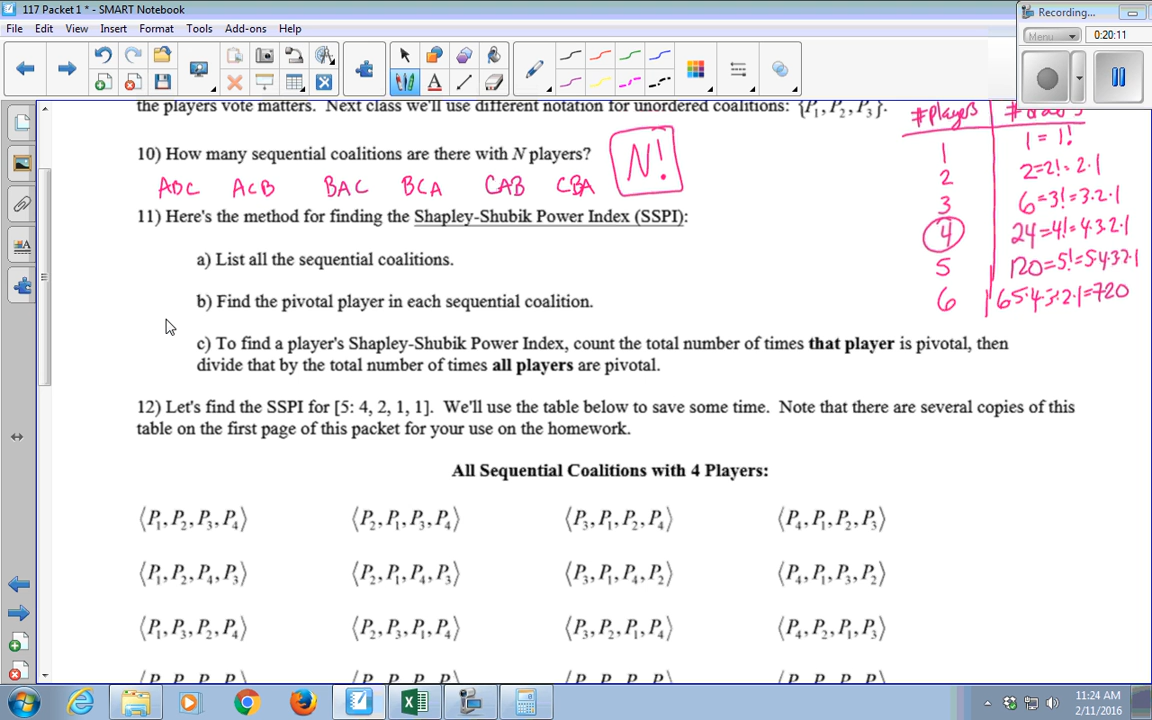 117 Packet 1 * - SMART Notebook
Recording...
File Edit View Insert Format Tools Add-ons Help
Menu
0:20:11
the players vote matters. Next class we'll use different notation for unordered coalitions: {P1, P2, P3}.
# Players
10) How many sequential coalitions are there with N players?
N!
ABC ACB BAC BCA CAB CBA
1 1 = 1!
2 2=2!=2·1
3 6=3!=3·2·1
4 24=4!=4·3·2·1
5 120=5!=5·4·3·2·1
6 6·5·4·3·2·1=720
11) Here's the method for finding the Shapley-Shubik Power Index (SSPI):
a) List all the sequential coalitions.
b) Find the pivotal player in each sequential coalition.
c) To find a player's Shapley-Shubik Power Index, count the total number of times that player is pivotal, then
divide that by the total number of times all players are pivotal.
12) Let's find the SSPI for [5: 4, 2, 1, 1]. We'll use the table below to save some time. Note that there are several copies of this
table on the first page of this packet for your use on the homework.
All Sequential Coalitions with 4 Players:
⟨P1, P2, P3, P4⟩ ⟨P2, P1, P3, P4⟩ ⟨P3, P1, P2, P4⟩ ⟨P4, P1, P2, P3⟩
⟨P1, P2, P4, P3⟩ ⟨P2, P1, P4, P3⟩ ⟨P3, P1, P4, P2⟩ ⟨P4, P1, P3, P2⟩
⟨P1, P3, P2, P4⟩ ⟨P2, P3, P1, P4⟩ ⟨P3, P2, P1, P4⟩ ⟨P4, P2, P1, P3⟩
11:24 AM
2/11/2016